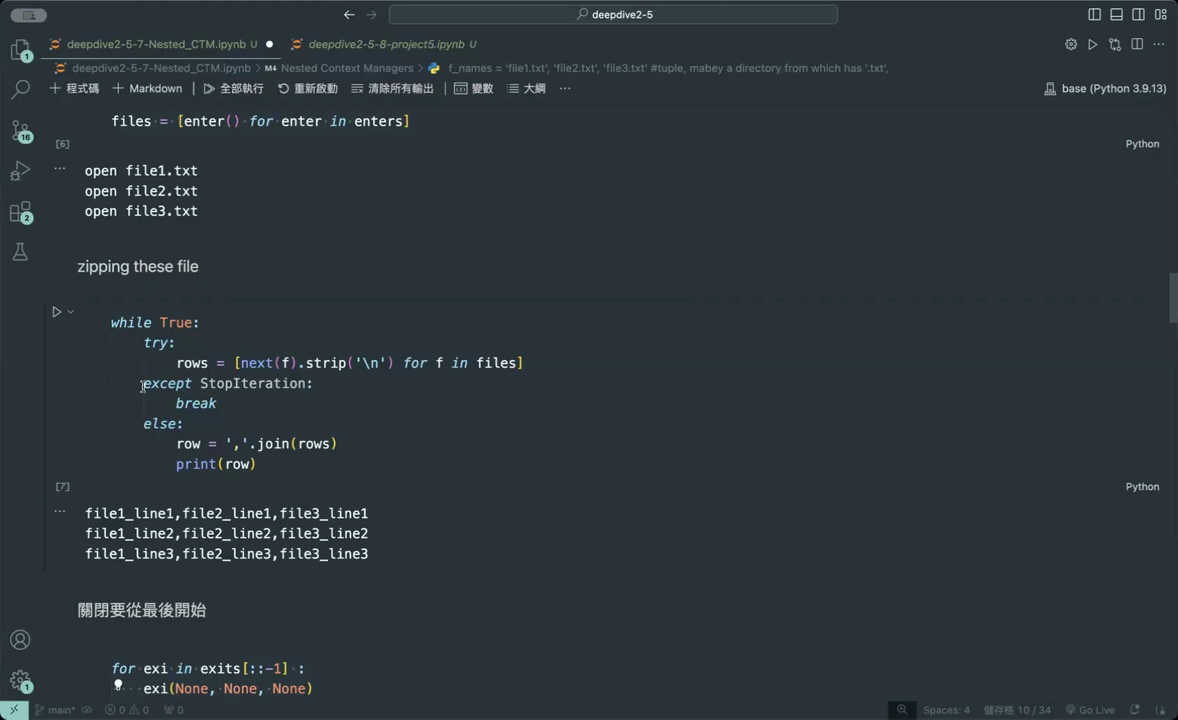 deepdive2-5
deepdive2-5-7-Nested_CTM.ipynb U
deepdive2-5-8-project5.ipynb U
deepdive2-5-7-Nested_CTM.ipynb > M↓ Nested Context Managers > f_names = 'file1.txt', 'file2.txt', 'file3.txt' #tuple, mabey a directory from which has '.txt',
+ 程式碼 + Markdown 全部執行 重新啟動 清除所有輸出 變數 大綱 ···
base (Python 3.9.13)
files = [enter() for enter in enters]
[6]
Python
open file1.txt
open file2.txt
open file3.txt
zipping these file
while True:
try:
rows = [next(f).strip('\n') for f in files]
except StopIteration:
break
else:
row = ','.join(rows)
print(row)
[7]
Python
file1_line1,file2_line1,file3_line1
file1_line2,file2_line2,file3_line2
file1_line3,file2_line3,file3_line3
關閉要從最後開始
for exi in exits[::-1] :
exi(None, None, None)
1
16
2
1
main* 0 0 0
Spaces: 4 儲存格 10 / 34 Go Live